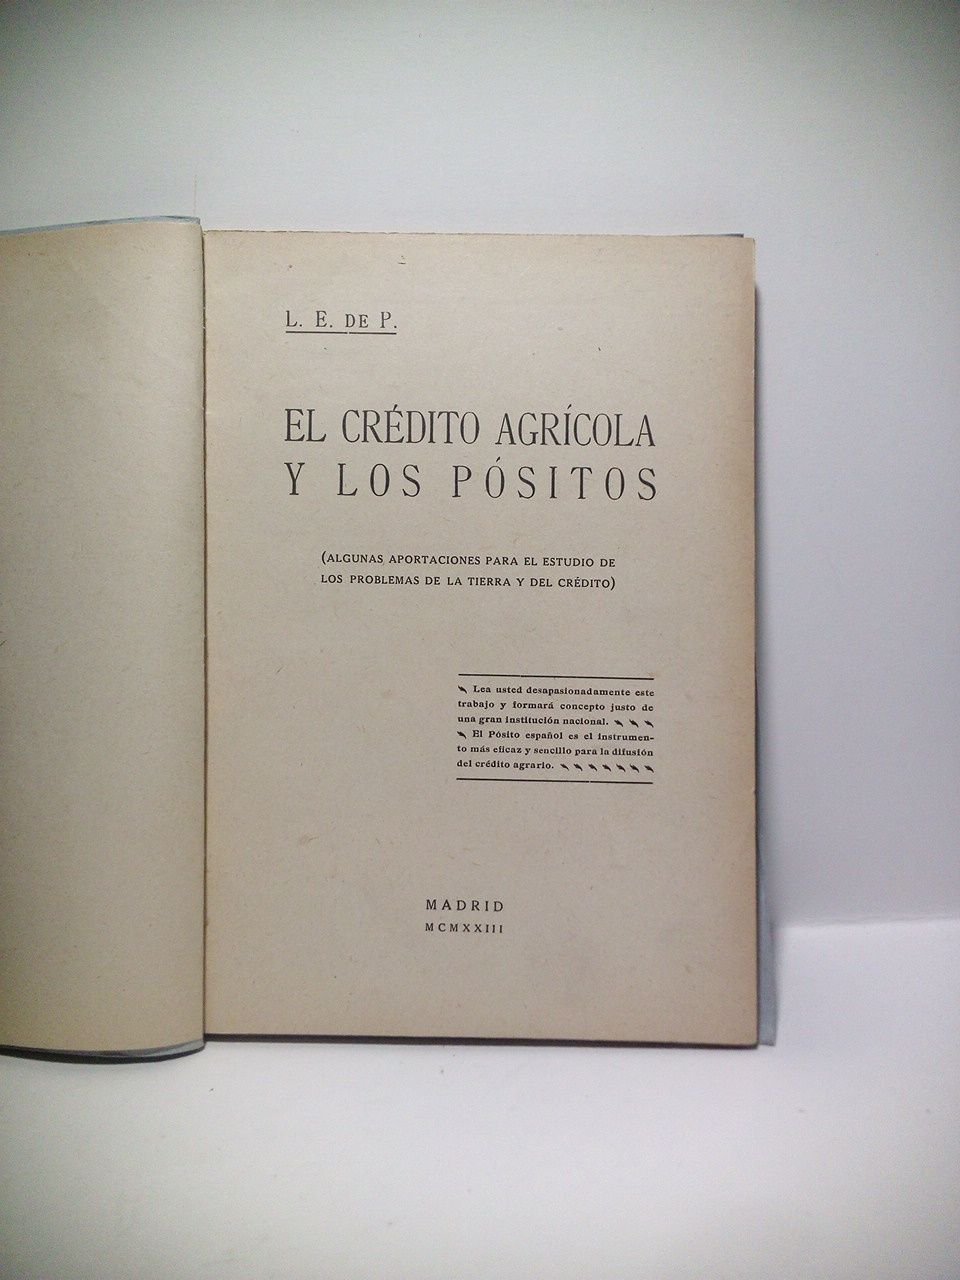 L. E. DE P.
EL CRÉDITO AGRÍCOLA
Y LOS PÓSITOS
(ALGUNAS APORTACIONES PARA EL ESTUDIO DE
LOS PROBLEMAS DE LA TIERRA Y DEL CRÉDITO)
Lea usted desapasionadamente este
trabajo y formará concepto justo de
una gran institución nacional.
El Pósito español es el instrumen-
to más eficaz y sencillo para la difusión
del crédito agrario.
MADRID
MCMXXIII